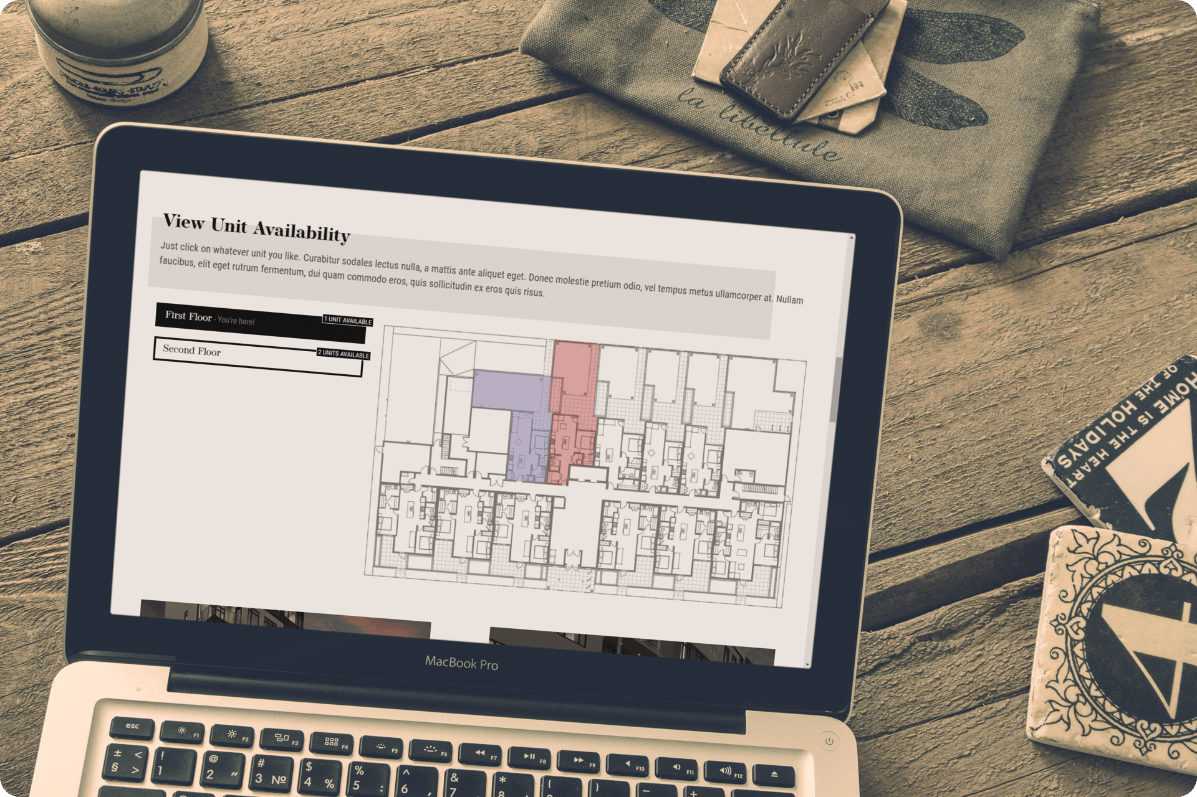 la libellule
View Unit Availability
Just click on whatever unit you like. Curabitur sodales lectus nulla, a mattis ante aliquet eget. Donec molestie pretium odio, vel tempus metus ullamcorper at. Nullam
faucibus, elit eget rutrum fermentum, dui quam commodo eros, quis sollicitudin ex eros quis risus.
First Floor - You're here!
1 UNIT AVAILABLE
Second Floor
2 UNITS AVAILABLE
HOME IS THE HEART
OF THE HOLIDAYS
A
MacBook Pro
esc F1 F2 F3 F4 F5 F6 F7 F8 F9 F10 F11 F12
± < § >
! 1
@ 2 "
# 3 №
$ 4 %
% 5 :
^ 6 ,
& 7
* 8